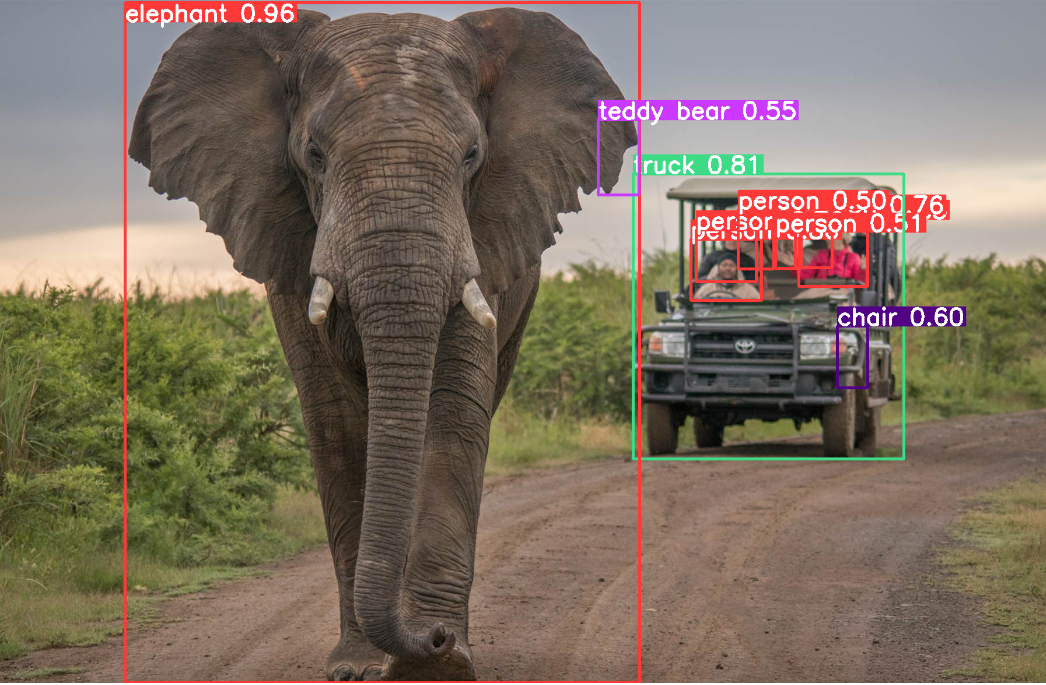 elephant 0.96
teddy bear 0.55
truck 0.81
person 0.50
0.76
person 0.51
chair 0.60